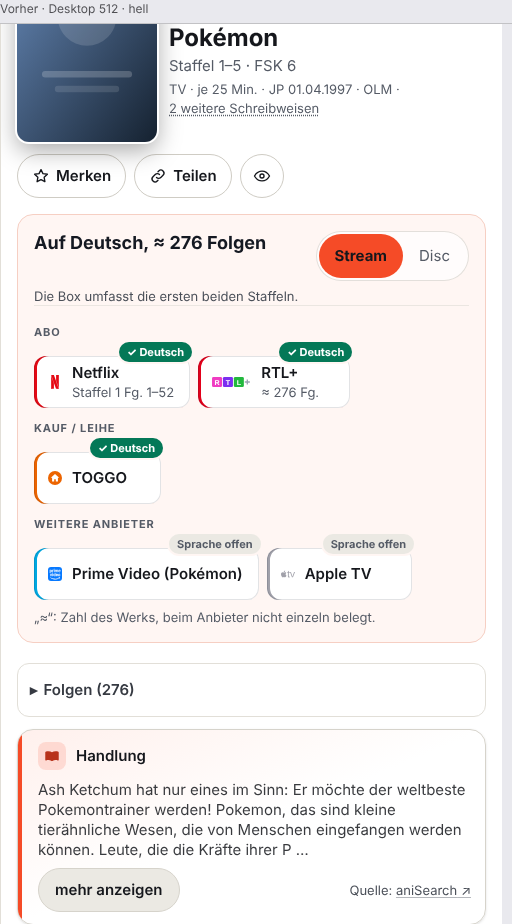 Vorher · Desktop 512 · hell
Pokémon
Staffel 1–5 · FSK 6
TV · je 25 Min. · JP 01.04.1997 · OLM ·
2 weitere Schreibweisen
Merken
Teilen
Auf Deutsch, ≈ 276 Folgen
Stream
Disc
Die Box umfasst die ersten beiden Staffeln.
ABO
✓ Deutsch
✓ Deutsch
N
Netflix
Staffel 1 Fg. 1–52
RTL+
RTL+
≈ 276 Fg.
KAUF / LEIHE
✓ Deutsch
TOGGO
WEITERE ANBIETER
Sprache offen
Sprache offen
prime video
Prime Video (Pokémon)
tv
Apple TV
„≈“: Zahl des Werks, beim Anbieter nicht einzeln belegt.
▸ Folgen (276)
Handlung
Ash Ketchum hat nur eines im Sinn: Er möchte der weltbeste
Pokemontrainer werden! Pokemon, das sind kleine
tierähnliche Wesen, die von Menschen eingefangen werden
können. Leute, die die Kräfte ihrer P ...
mehr anzeigen
Quelle: aniSearch ↗